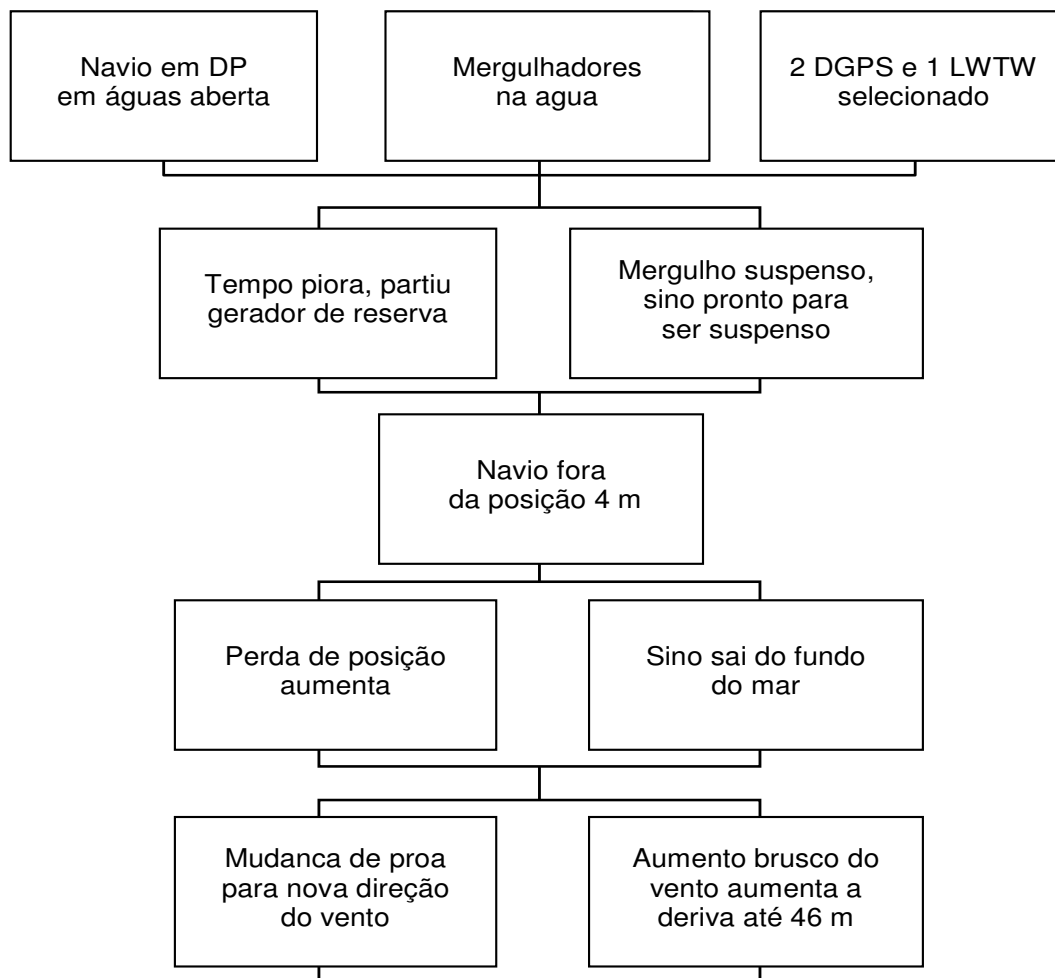 Navio em DP
em águas aberta
Mergulhadores
na agua
2 DGPS e 1 LWTW
selecionado
Tempo piora, partiu
gerador de reserva
Mergulho suspenso,
sino pronto para
ser suspenso
Navio fora
da posição 4 m
Perda de posição
aumenta
Sino sai do fundo
do mar
Mudanca de proa
para nova direção
do vento
Aumento brusco do
vento aumenta a
deriva até 46 m